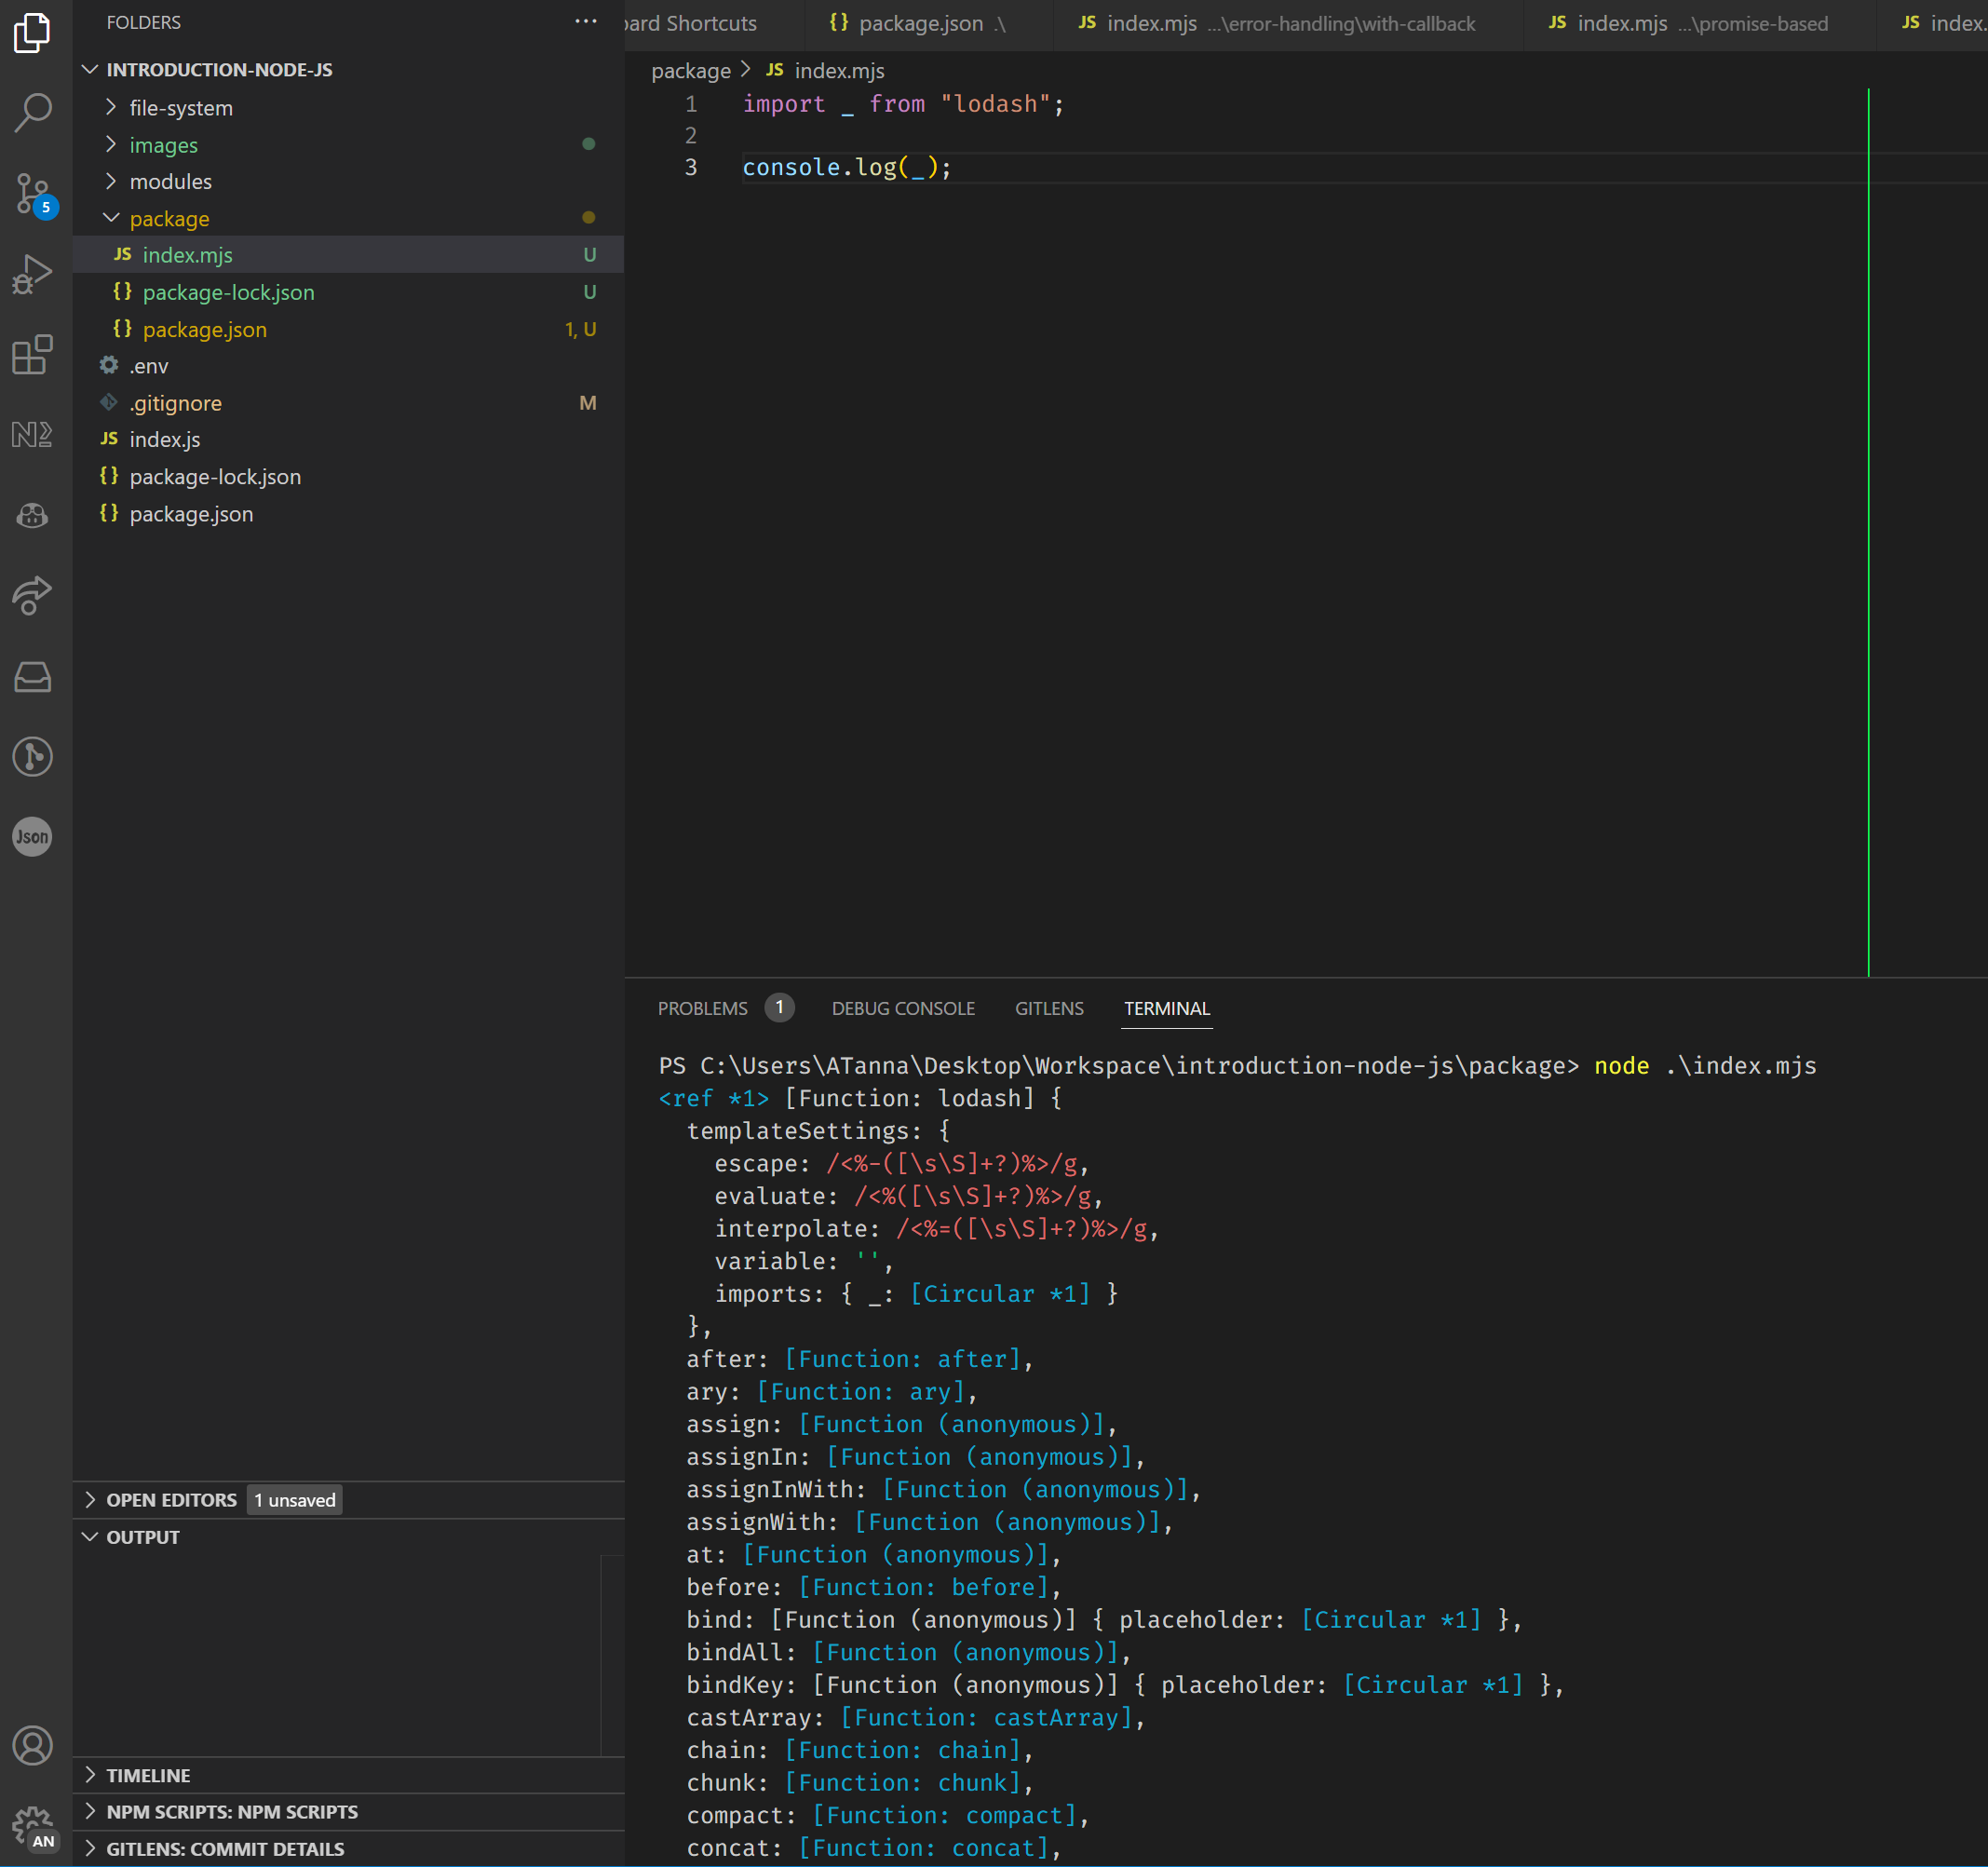 FOLDERS
INTRODUCTION-NODE-JS
file-system
images
modules
package
JS index.mjs U
{} package-lock.json U
{} package.json 1, U
.env
.gitignore M
JS index.js
{} package-lock.json
{} package.json
5
Json
AN
OPEN EDITORS 1 unsaved
OUTPUT
TIMELINE
NPM SCRIPTS: NPM SCRIPTS
GITLENS: COMMIT DETAILS
oard Shortcuts {} package.json .\ JS index.mjs ...\error-handling\with-callback JS index.mjs ...\promise-based JS index.
package > JS index.mjs
1 import _ from "lodash";
2
3 console.log(_);
PROBLEMS 1 DEBUG CONSOLE GITLENS TERMINAL
PS C:\Users\ATanna\Desktop\Workspace\introduction-node-js\package> node .\index.mjs
<ref *1> [Function: lodash] {
templateSettings: {
escape: /<%-([\s\S]+?)%>/g,
evaluate: /<%([\s\S]+?)%>/g,
interpolate: /<%=([\s\S]+?)%>/g,
variable: '',
imports: { _: [Circular *1] }
},
after: [Function: after],
ary: [Function: ary],
assign: [Function (anonymous)],
assignIn: [Function (anonymous)],
assignInWith: [Function (anonymous)],
assignWith: [Function (anonymous)],
at: [Function (anonymous)],
before: [Function: before],
bind: [Function (anonymous)] { placeholder: [Circular *1] },
bindAll: [Function (anonymous)],
bindKey: [Function (anonymous)] { placeholder: [Circular *1] },
castArray: [Function: castArray],
chain: [Function: chain],
chunk: [Function: chunk],
compact: [Function: compact],
concat: [Function: concat],